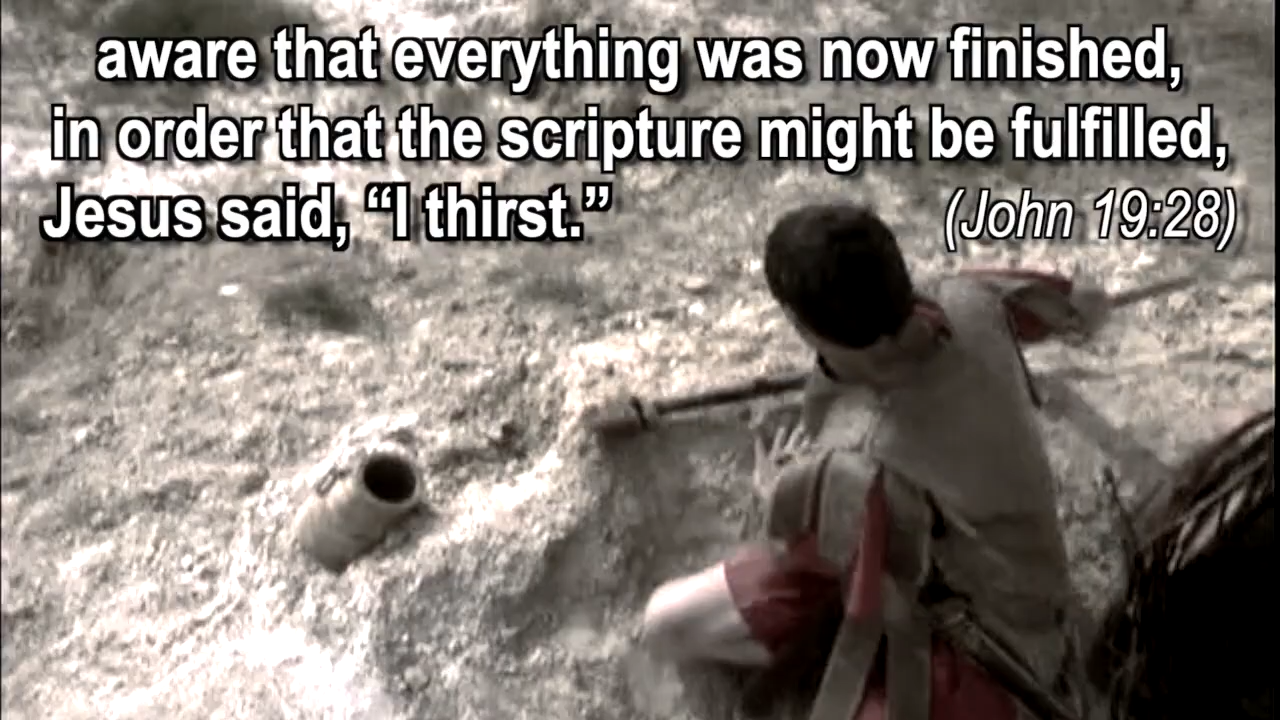 aware that everything was now finished,
in order that the scripture might be fulfilled,
Jesus said, “I thirst.” (John 19:28)